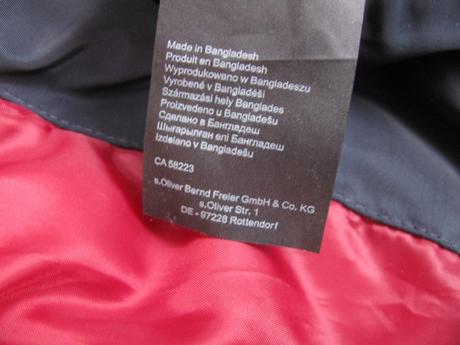 Made in Bangladesh
Produit en Bangladesh
Wyprodukowano w Bangladeszu
Vyrobené v Bangladéši
Származási hely Banglades
Proizvedeno u Bangladešu
Сделано в Бангладеш
Шығарылған елі Бангладеш
Izdelano v Bangladešu
CA 58223
s.Oliver Bernd Freier GmbH & Co. KG
s.Oliver Str. 1
DE - 97228 Rottendorf